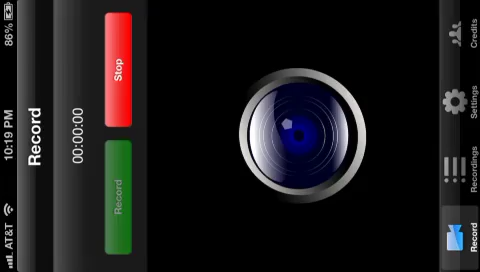 AT&T 10:19 PM 86%
Record
00:00:00
Record Stop
Record Recordings Settings Credits